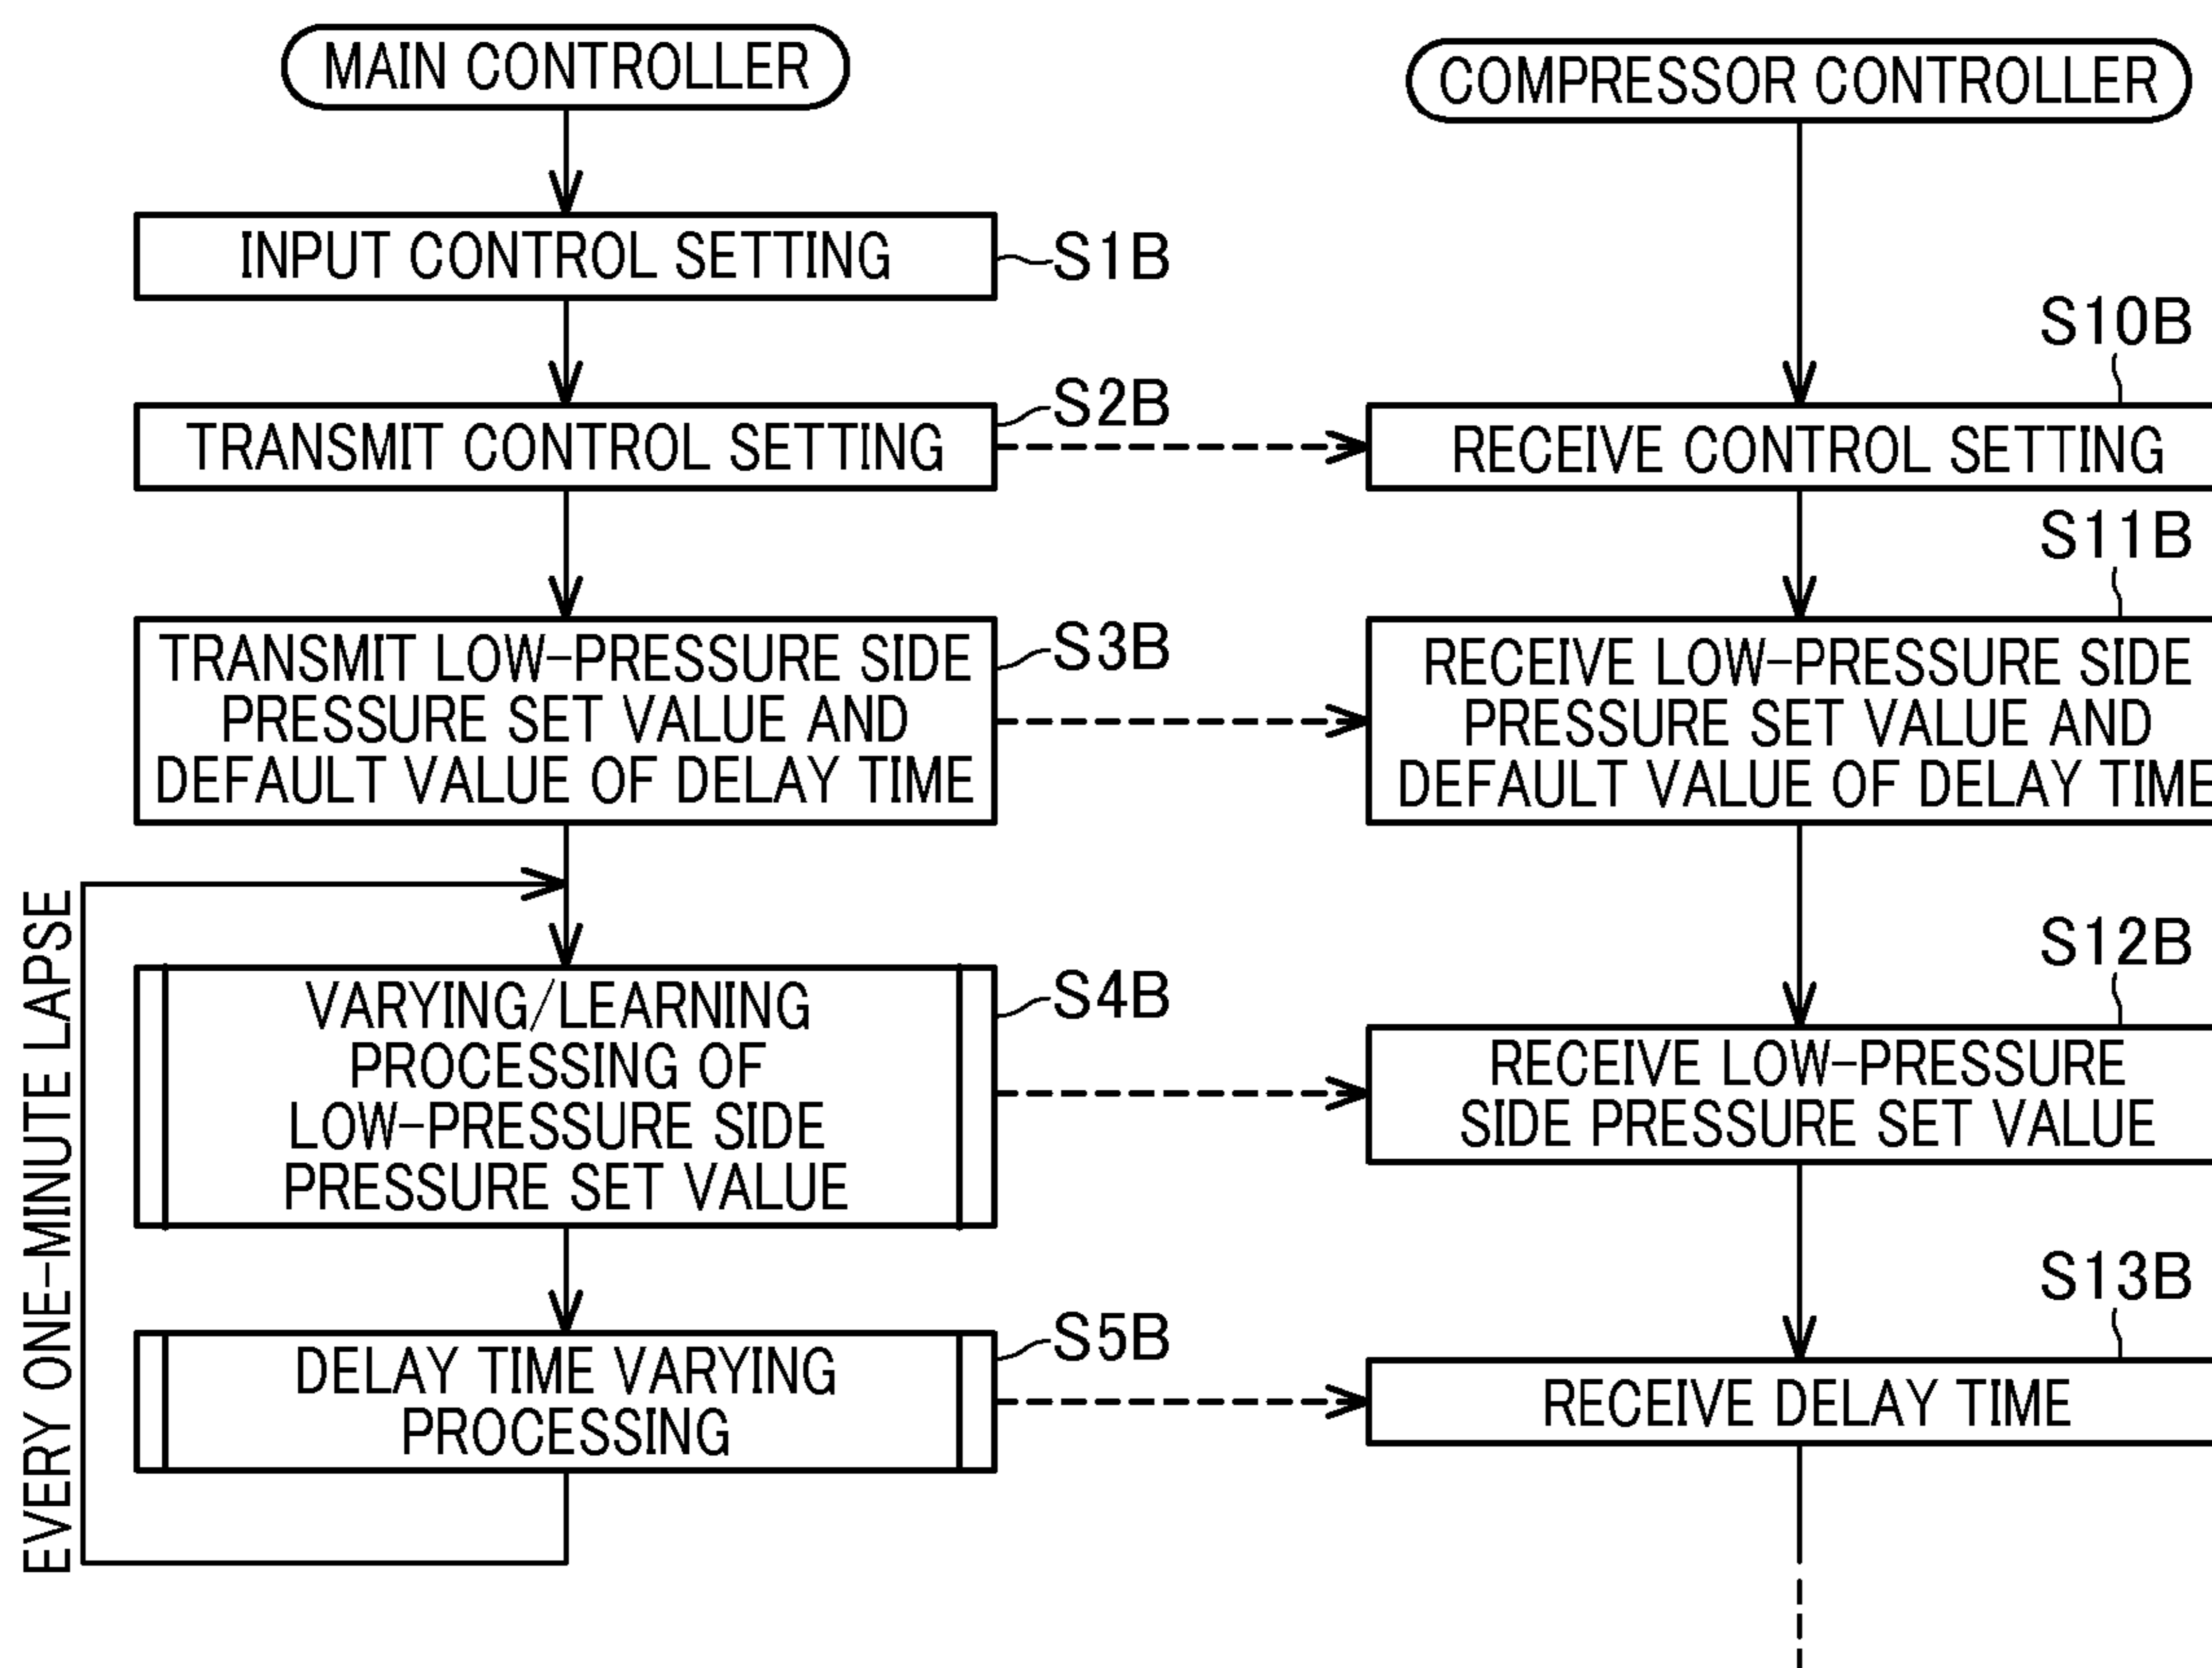 MAIN CONTROLLER
INPUT CONTROL SETTING
S1B
TRANSMIT CONTROL SETTING
S2B
TRANSMIT LOW-PRESSURE SIDE
PRESSURE SET VALUE AND
DEFAULT VALUE OF DELAY TIME
S3B
EVERY ONE-MINUTE LAPSE
VARYING/LEARNING
PROCESSING OF
LOW-PRESSURE SIDE
PRESSURE SET VALUE
S4B
DELAY TIME VARYING
PROCESSING
S5B
COMPRESSOR CONTROLLER
S10B
RECEIVE CONTROL SETTING
S11B
RECEIVE LOW-PRESSURE SIDE
PRESSURE SET VALUE AND
DEFAULT VALUE OF DELAY TIME
S12B
RECEIVE LOW-PRESSURE
SIDE PRESSURE SET VALUE
S13B
RECEIVE DELAY TIME